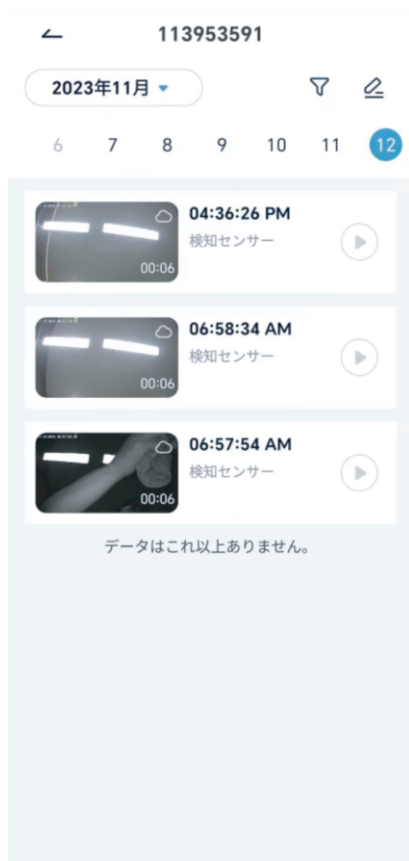 113953591
2023年11月
6 7 8 9 10 11 12
04:36:26 PM
検知センサー
00:06
06:58:34 AM
検知センサー
00:06
06:57:54 AM
検知センサー
00:06
データはこれ以上ありません。